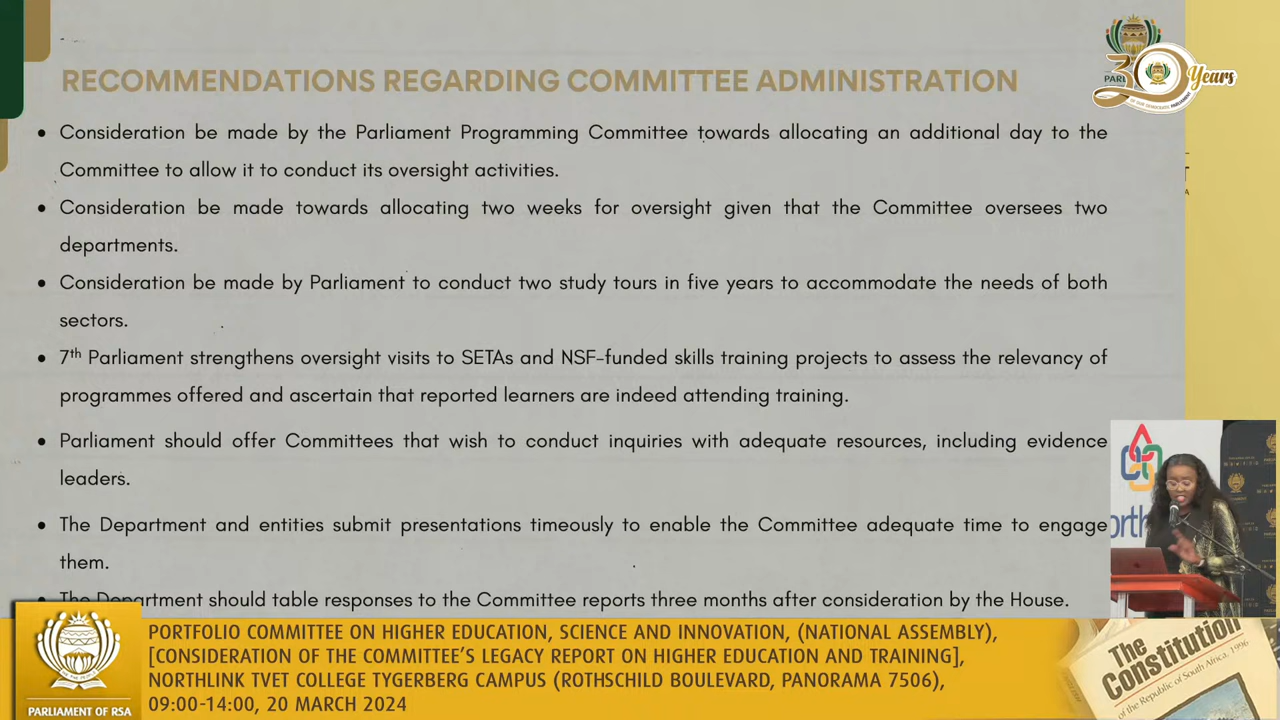 RECOMMENDATIONS REGARDING COMMITTEE ADMINISTRATION
• Consideration be made by the Parliament Programming Committee towards allocating an additional day to the
Committee to allow it to conduct its oversight activities.
• Consideration be made towards allocating two weeks for oversight given that the Committee oversees two
departments.
• Consideration be made by Parliament to conduct two study tours in five years to accommodate the needs of both
sectors.
• 7th Parliament strengthens oversight visits to SETAs and NSF-funded skills training projects to assess the relevancy of
programmes offered and ascertain that reported learners are indeed attending training.
• Parliament should offer Committees that wish to conduct inquiries with adequate resources, including evidence
leaders.
• The Department and entities submit presentations timeously to enable the Committee adequate time to engage
them.
• The Department should table responses to the Committee reports three months after consideration by the House.
30 Years
PARLIAMENT OF RSA
PORTFOLIO COMMITTEE ON HIGHER EDUCATION, SCIENCE AND INNOVATION, (NATIONAL ASSEMBLY),
[CONSIDERATION OF THE COMMITTEE'S LEGACY REPORT ON HIGHER EDUCATION AND TRAINING],
NORTHLINK TVET COLLEGE TYGERBERG CAMPUS (ROTHSCHILD BOULEVARD, PANORAMA 7506),
09:00-14:00, 20 MARCH 2024
The
Constitution
of the Republic of South Africa, 1996